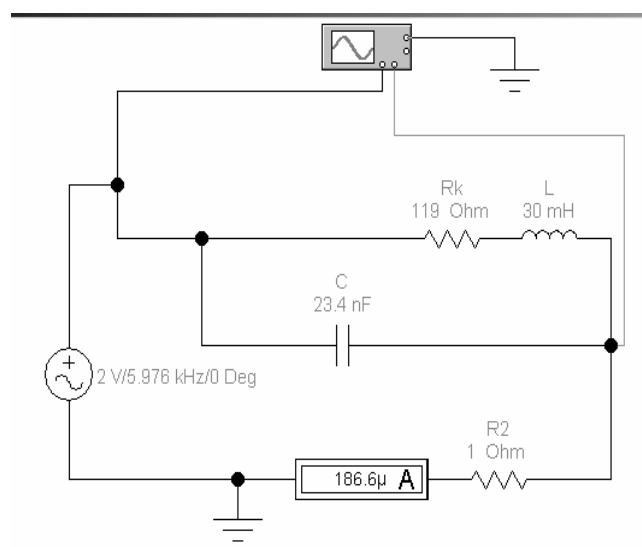 Rk
119 Ohm
L
30 mH
C
23.4 nF
+
2 V/5.976 kHz/0 Deg
R2
1 Ohm
186.6µ A